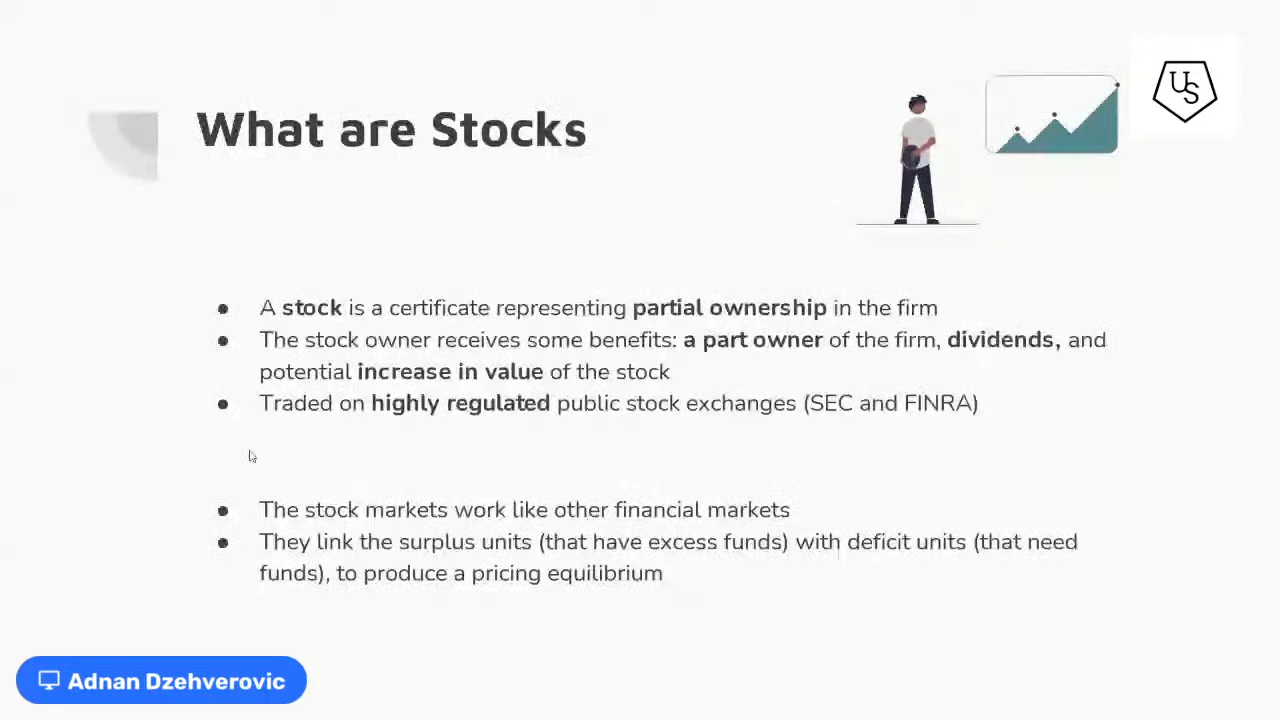 US
What are Stocks
● A stock is a certificate representing partial ownership in the firm
● The stock owner receives some benefits: a part owner of the firm, dividends, and
potential increase in value of the stock
● Traded on highly regulated public stock exchanges (SEC and FINRA)
● The stock markets work like other financial markets
● They link the surplus units (that have excess funds) with deficit units (that need
funds), to produce a pricing equilibrium
Adnan Dzehverovic